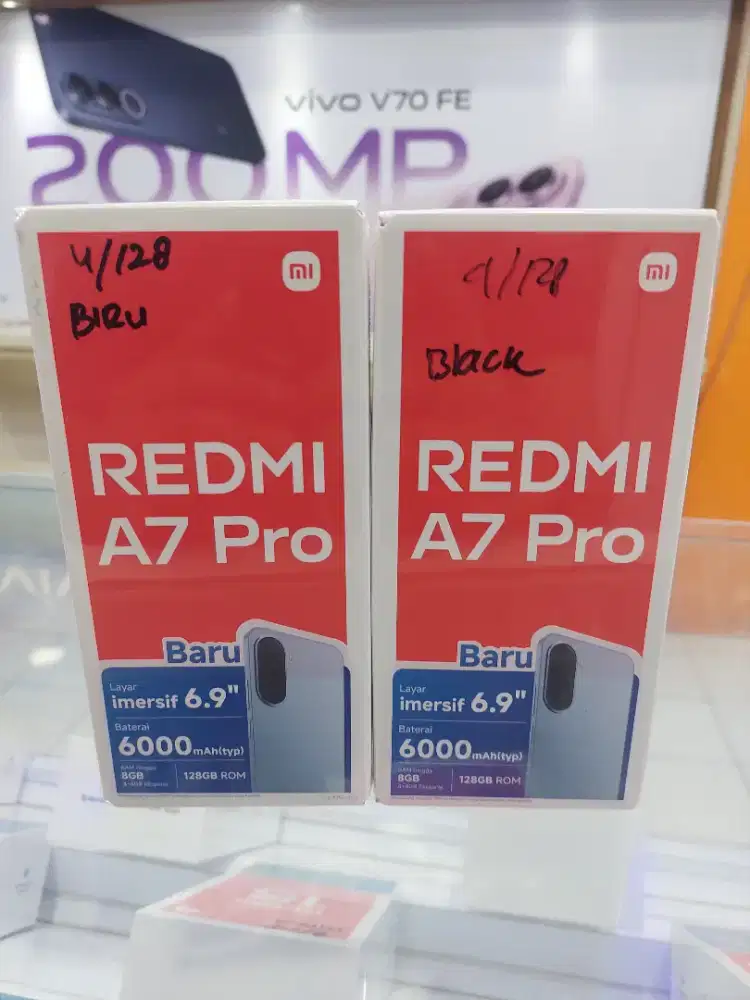 vivo V70 FE
200MP
4/128
BIRU
mi
REDMI
A7 Pro
Baru
Layar
imersif 6.9"
Baterai
6000mAh(typ)
8GB
128GB ROM
4/128
Black
mi
REDMI
A7 Pro
Baru
Layar
imersif 6.9"
Baterai
6000mAh(typ)
8GB
128GB ROM